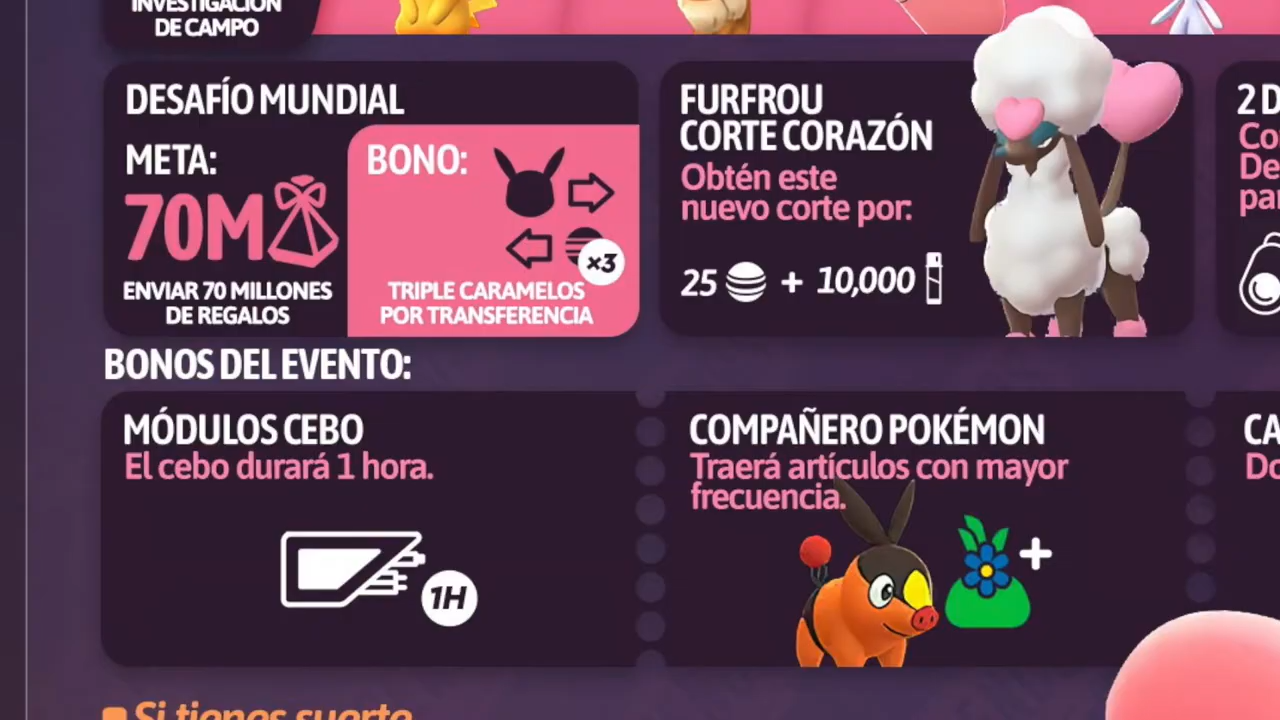 INVESTIGACIÓN
DE CAMPO
DESAFÍO MUNDIAL
META:
70M
ENVIAR 70 MILLONES
DE REGALOS
BONO:
×3
TRIPLE CARAMELOS
POR TRANSFERENCIA
FURFROU
CORTE CORAZÓN
Obtén este
nuevo corte por:
25 + 10,000
2 D
Co
De
par
BONOS DEL EVENTO:
MÓDULOS CEBO
El cebo durará 1 hora.
1H
COMPAÑERO POKÉMON
Traerá artículos con mayor
frecuencia.
+
CA
Do
Si tienes suerte